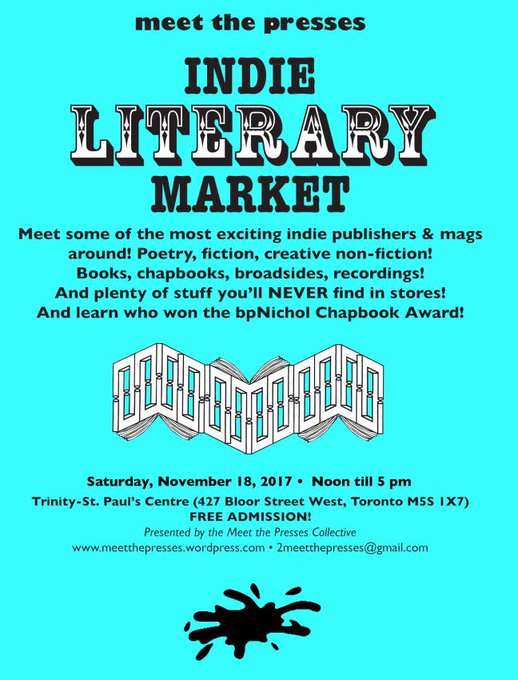 meet the presses
INDIE
LITERARY
MARKET
Meet some of the most exciting indie publishers & mags
around! Poetry, fiction, creative non-fiction!
Books, chapbooks, broadsides, recordings!
And plenty of stuff you'll NEVER find in stores!
And learn who won the bpNichol Chapbook Award!
Saturday, November 18, 2017 • Noon till 5 pm
Trinity-St. Paul's Centre (427 Bloor Street West, Toronto M5S 1X7)
FREE ADMISSION!
Presented by the Meet the Presses Collective
www.meetthepresses.wordpress.com • 2meetthepresses@gmail.com